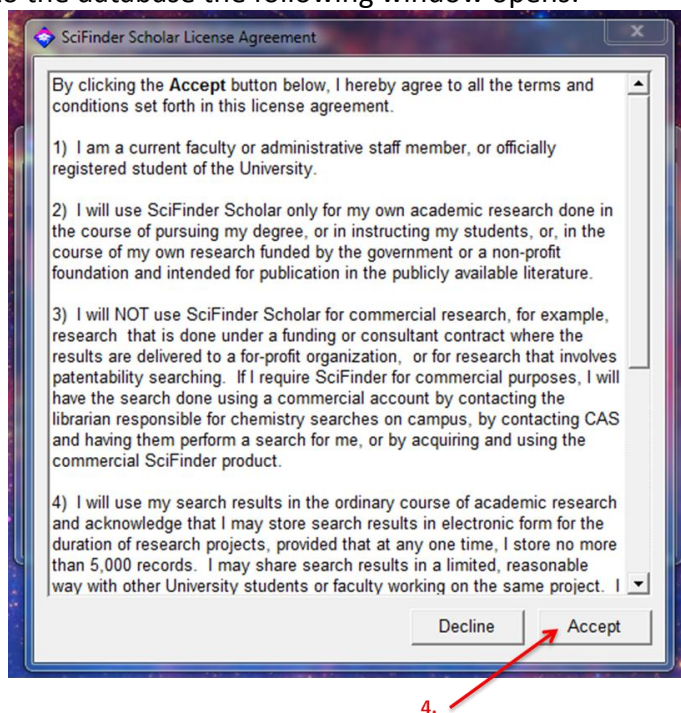 the database the following window opens:
SciFinder Scholar License Agreement
By clicking the Accept button below, I hereby agree to all the terms and
conditions set forth in this license agreement.
1) I am a current faculty or administrative staff member, or officially
registered student of the University.
2) I will use SciFinder Scholar only for my own academic research done in
the course of pursuing my degree, or in instructing my students, or, in the
course of my own research funded by the government or a non-profit
foundation and intended for publication in the publicly available literature.
3) I will NOT use SciFinder Scholar for commercial research, for example,
research that is done under a funding or consultant contract where the
results are delivered to a for-profit organization, or for research that involves
patentability searching. If I require SciFinder for commercial purposes, I will
have the search done using a commercial account by contacting the
librarian responsible for chemistry searches on campus, by contacting CAS
and having them perform a search for me, or by acquiring and using the
commercial SciFinder product.
4) I will use my search results in the ordinary course of academic research
and acknowledge that I may store search results in electronic form for the
duration of research projects, provided that at any one time, I store no more
than 5,000 records. I may share search results in a limited, reasonable
way with other University students or faculty working on the same project. I
Decline
Accept
4.